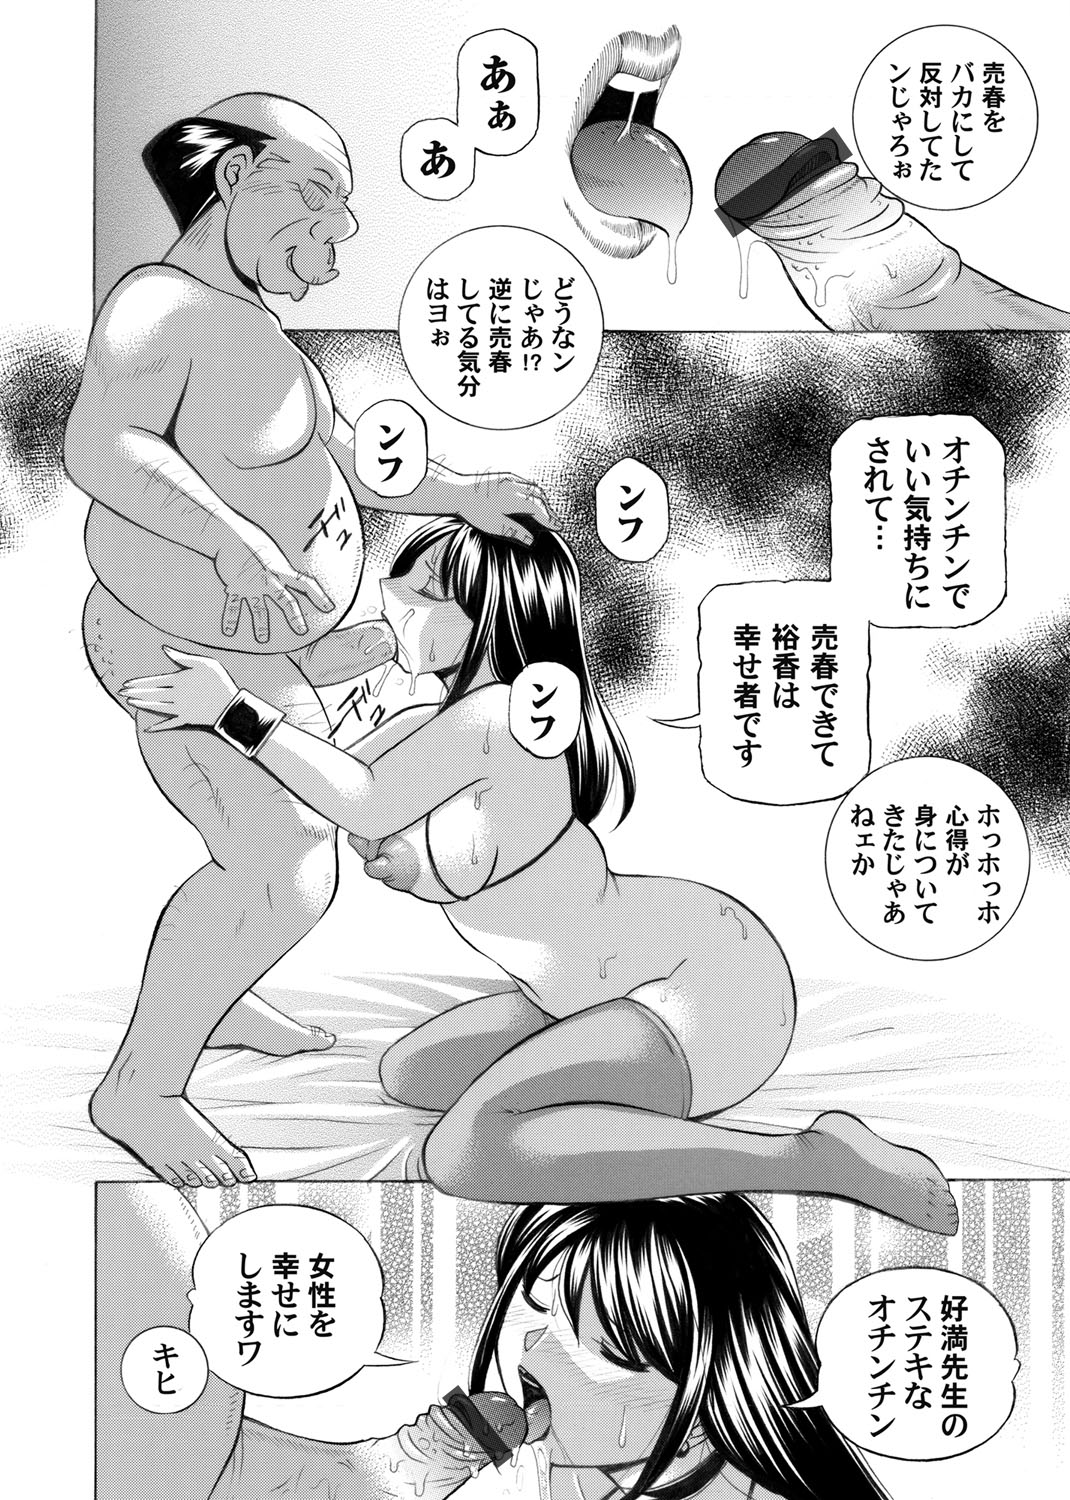 売春を
バカにして
反対してた
ンじゃろぉ
あぁ
あ
どうなン
じゃあ!?
逆に売春
してる気分
はヨぉ
オチンチンで
いい気持ちに
されて…
売春できて
裕香は
幸せ者です
ンフ
ンフ
ンフ
ホっホっホ
心得が
身について
きたじゃあ
ねェか
好満先生の
ステキな
オチンチン
女性を
幸せに
しますワ
キヒ